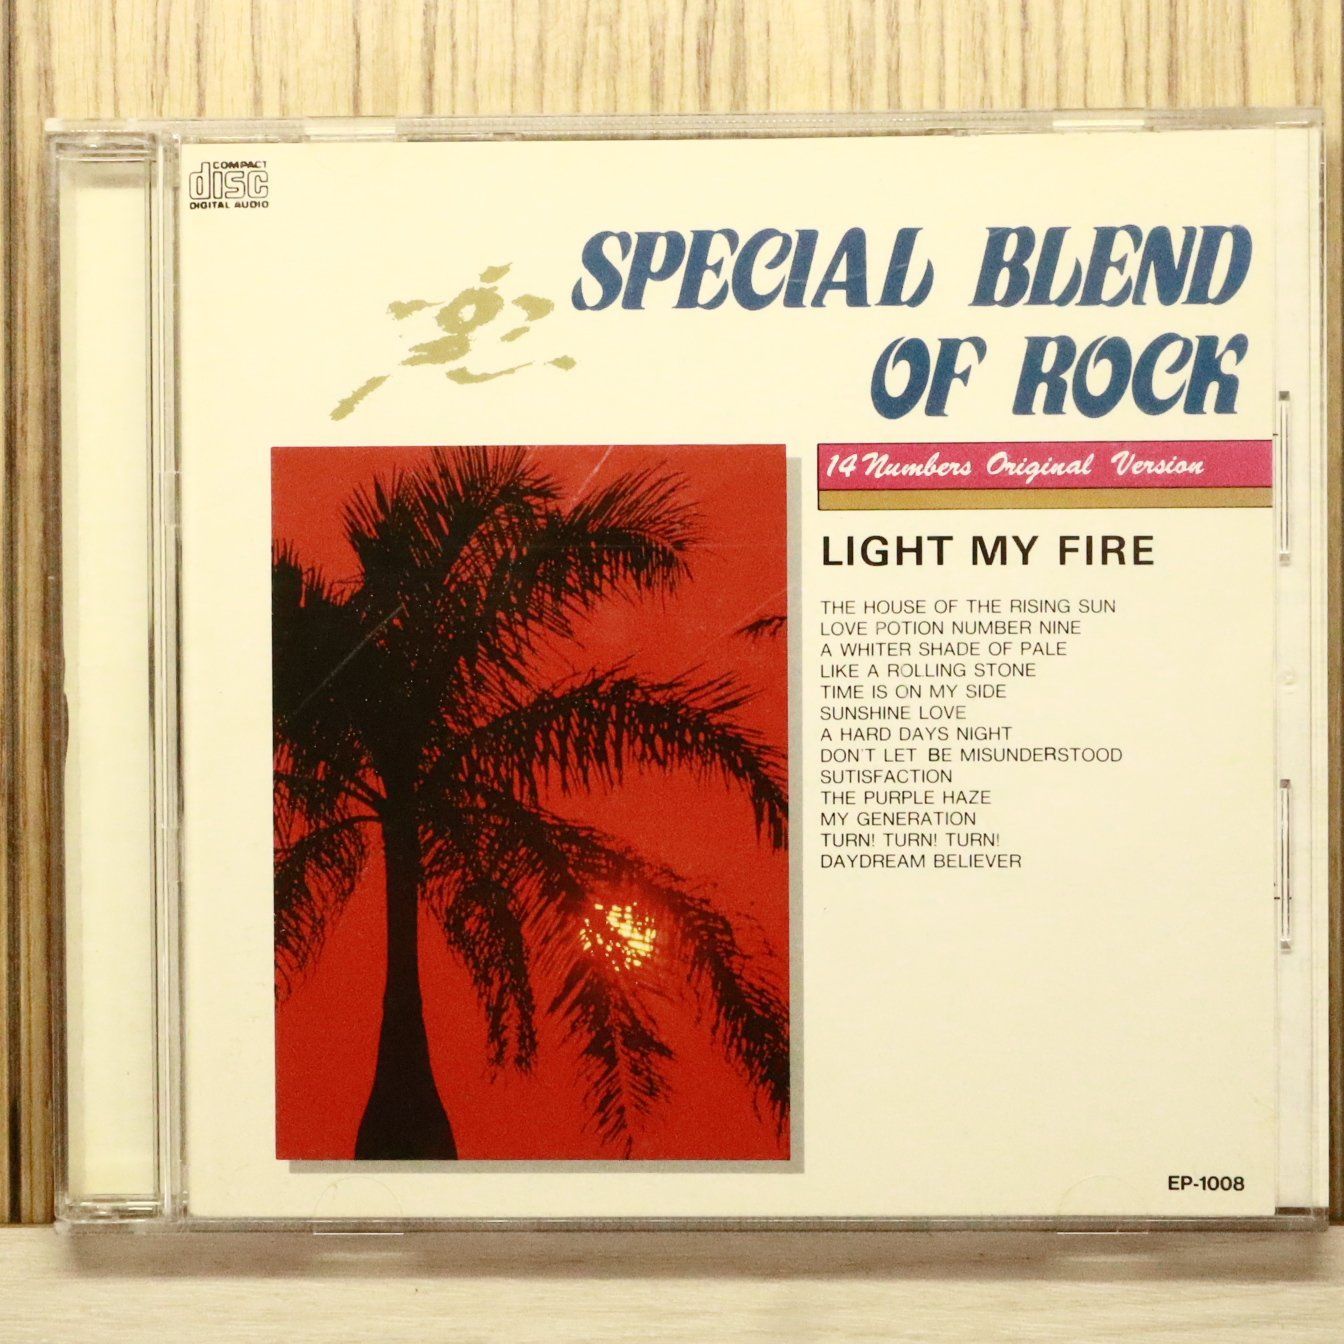 COMPACT
disc
DIGITAL AUDIO
SPECIAL BLEND
OF ROCK
14 Numbers Original Version
LIGHT MY FIRE
THE HOUSE OF THE RISING SUN
LOVE POTION NUMBER NINE
A WHITER SHADE OF PALE
LIKE A ROLLING STONE
TIME IS ON MY SIDE
SUNSHINE LOVE
A HARD DAYS NIGHT
DON'T LET BE MISUNDERSTOOD
SUTISFACTION
THE PURPLE HAZE
MY GENERATION
TURN! TURN! TURN!
DAYDREAM BELIEVER
EP-1008